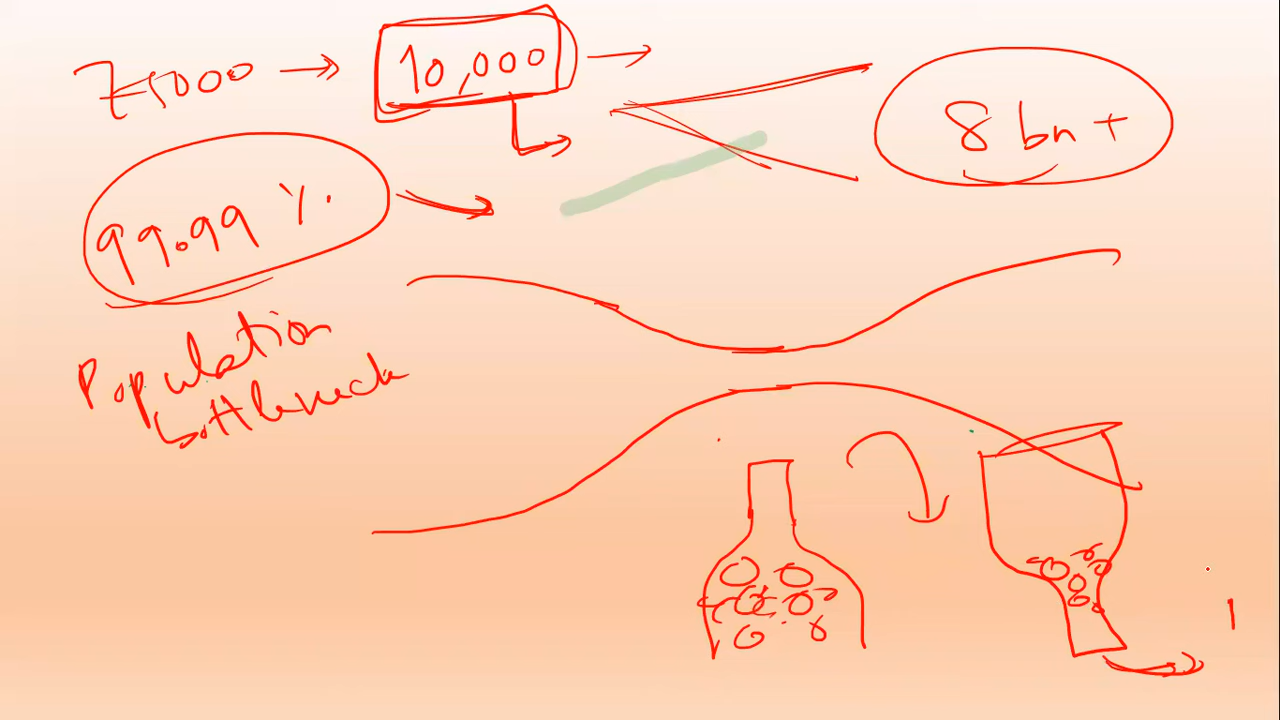 75000 → 10,000 →
8 bn +
99.99 %.
Population
bottleneck